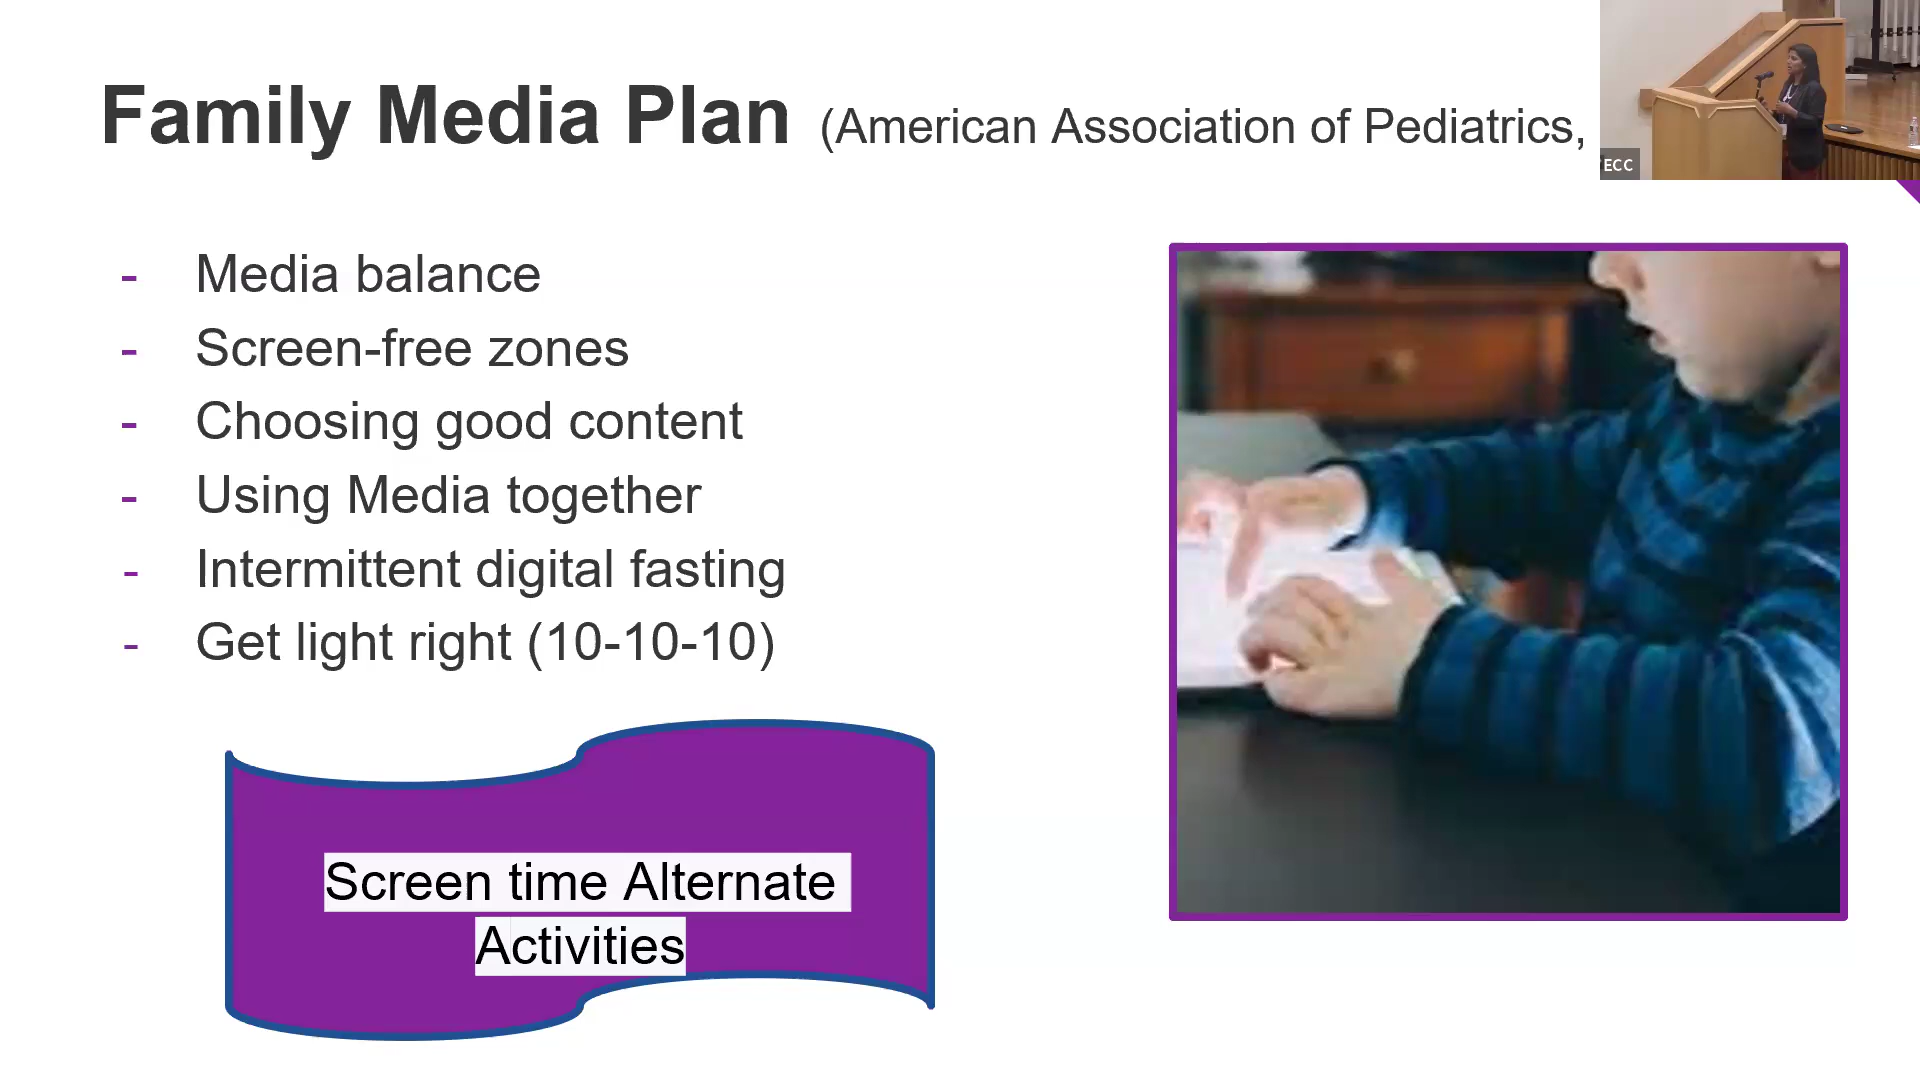 Family Media Plan (American Association of Pediatrics,
ECC
- Media balance
- Screen-free zones
- Choosing good content
- Using Media together
- Intermittent digital fasting
- Get light right (10-10-10)
Screen time Alternate
Activities